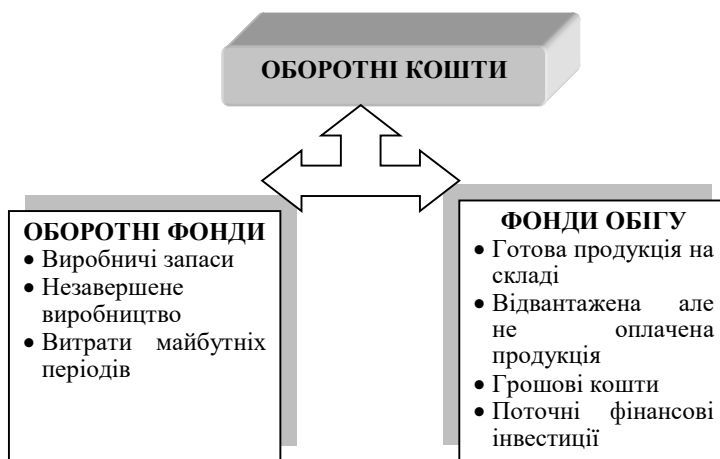 ОБОРОТНІ КОШТИ
ОБОРОТНІ ФОНДИ
• Виробничі запаси
• Незавершене
виробництво
• Витрати майбутніх
періодів
ФОНДИ ОБІГУ
• Готова продукція на
складі
• Відвантажена але
не оплачена
продукція
• Грошові кошти
• Поточні фінансові
інвестиції